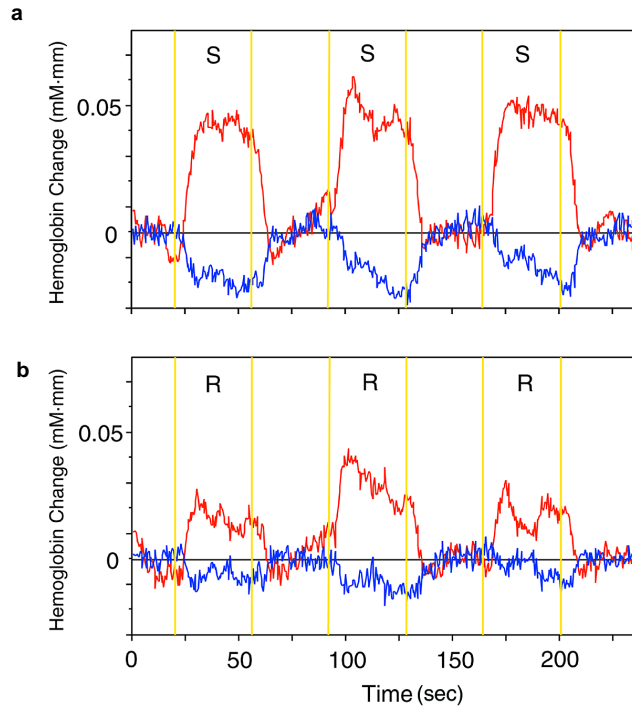 a
Hemoglobin Change (mM·mm)
0.05
0
S S S
b
Hemoglobin Change (mM·mm)
0.05
0
R R R
0 50 100 150 200
Time (sec)